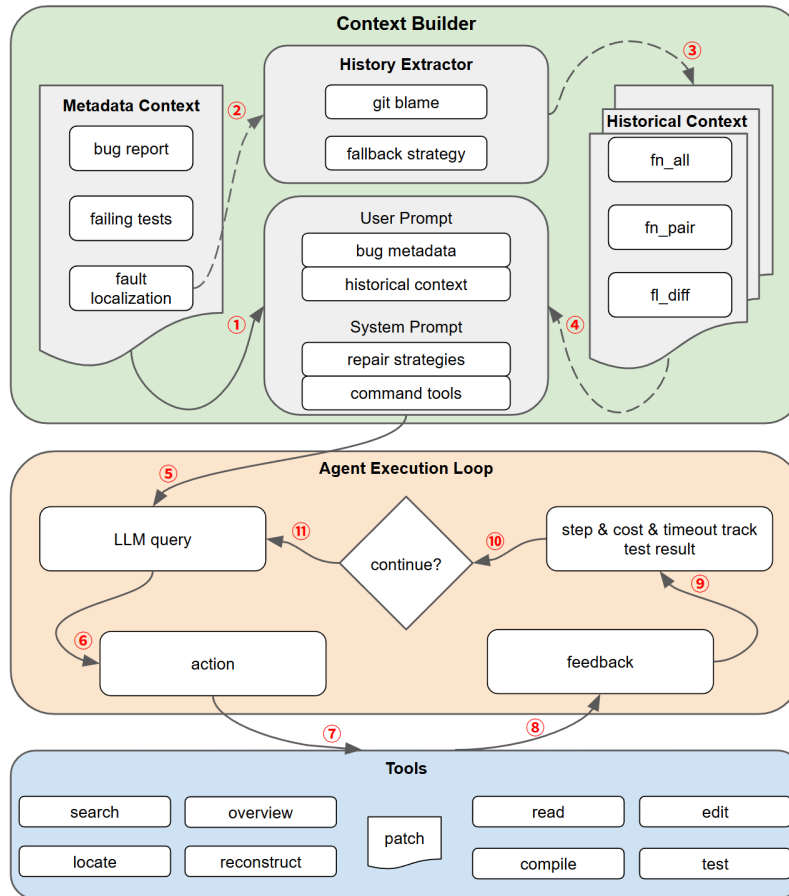 Context Builder
Metadata Context
bug report
failing tests
fault
localization
①
②
History Extractor
git blame
fallback strategy
③
Historical Context
fn_all
fn_pair
fl_diff
④
User Prompt
bug metadata
historical context
System Prompt
repair strategies
command tools
Agent Execution Loop
⑤
LLM query
⑥
action
⑦
⑧
feedback
⑨
step & cost & timeout track
test result
⑩
continue?
⑪
Tools
search
overview
locate
reconstruct
patch
read
edit
compile
test